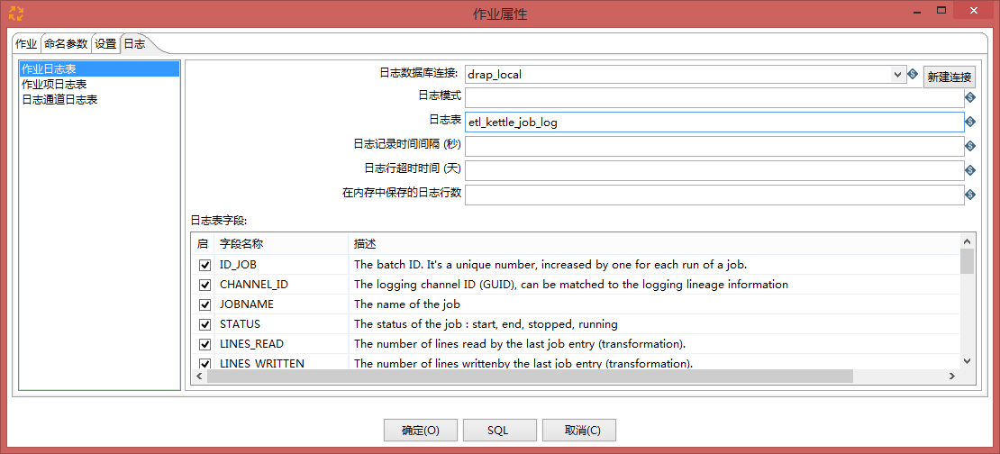 作业属性
作业 命名参数 设置 日志
作业日志表
作业项日志表
日志通道日志表
日志数据库连接: drap_local 新建连接
日志模式
日志表 etl_kettle_job_log
日志记录时间间隔 (秒)
日志行超时时间 (天)
在内存中保存的日志行数
日志表字段:
启 字段名称 描述
ID_JOB The batch ID. It's a unique number, increased by one for each run of a job.
CHANNEL_ID The logging channel ID (GUID), can be matched to the logging lineage information
JOBNAME The name of the job
STATUS The status of the job : start, end, stopped, running
LINES_READ The number of lines read by the last job entry (transformation).
LINES_WRITTEN The number of lines writtenby the last job entry (transformation).
确定(O) SQL 取消(C)